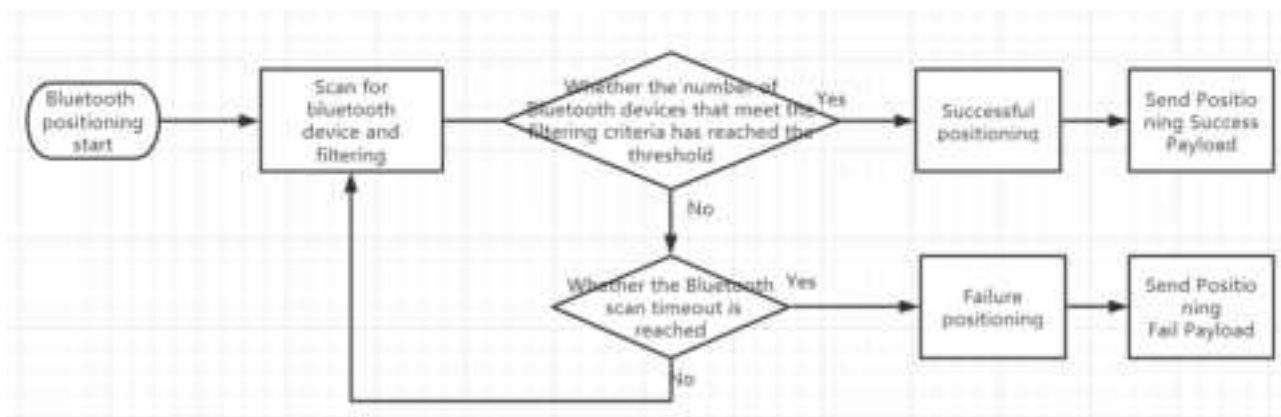 Bluetooth
positioning
start
Scan for
bluetooth
device and
filtering
Whether the number of
Bluetooth devices that meet the
filtering criteria has reached the
threshold
Yes
Successful
positioning
Send Positio
ning Success
Payload
No
Whether the Bluetooth
scan timeout is
reached
Yes
Failure
positioning
Send Positio
ning
Fail Payload
No